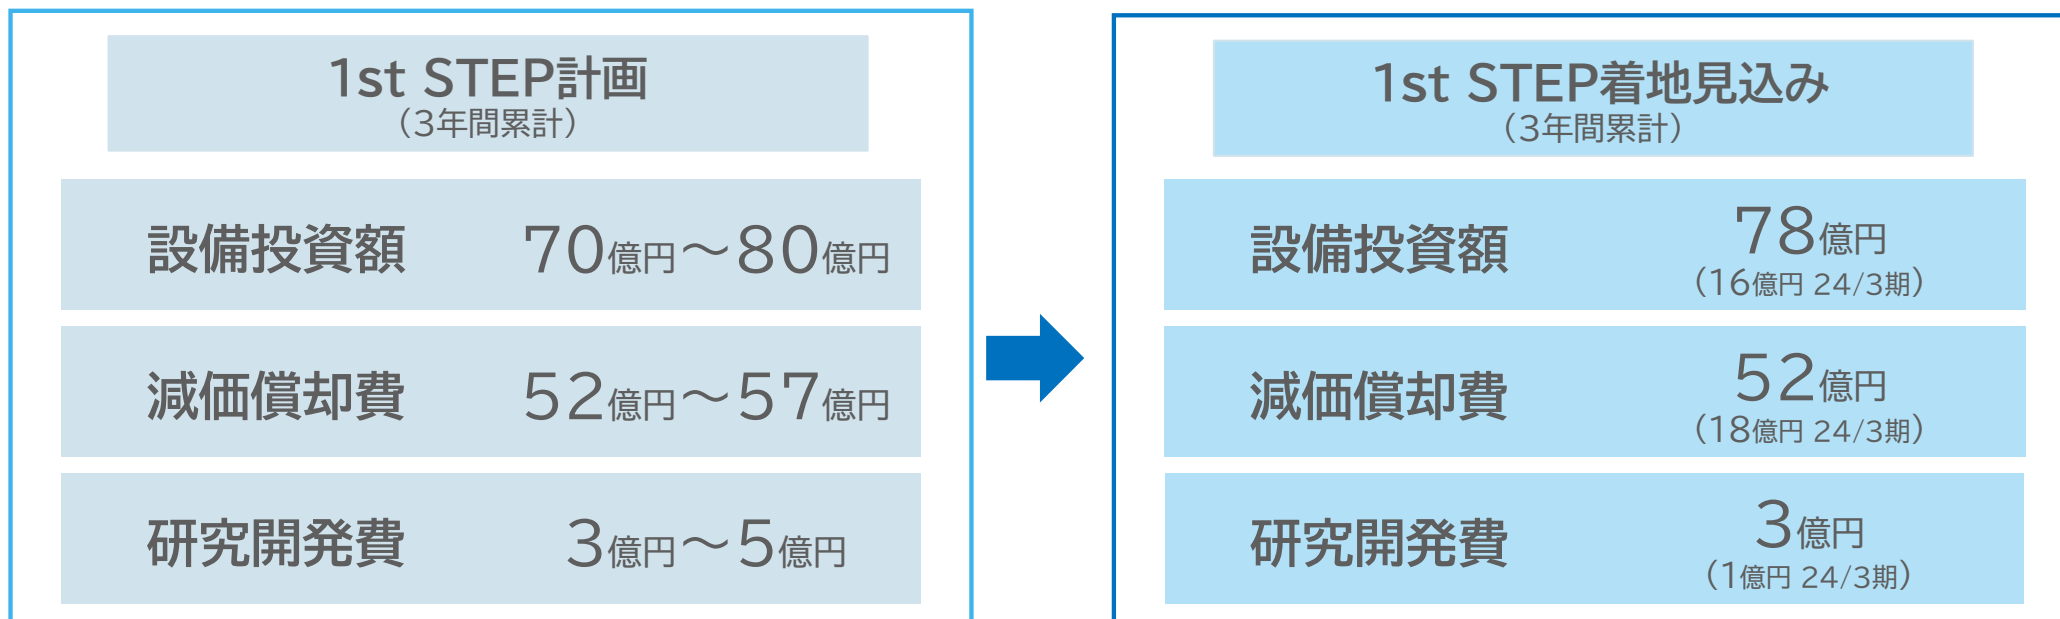 1st STEP計画
（3年間累計）
設備投資額 70億円～80億円
減価償却費 52億円～57億円
研究開発費 3億円～5億円
1st STEP着地見込み
（3年間累計）
設備投資額 78億円
（16億円 24/3期）
減価償却費 52億円
（18億円 24/3期）
研究開発費 3億円
（1億円 24/3期）